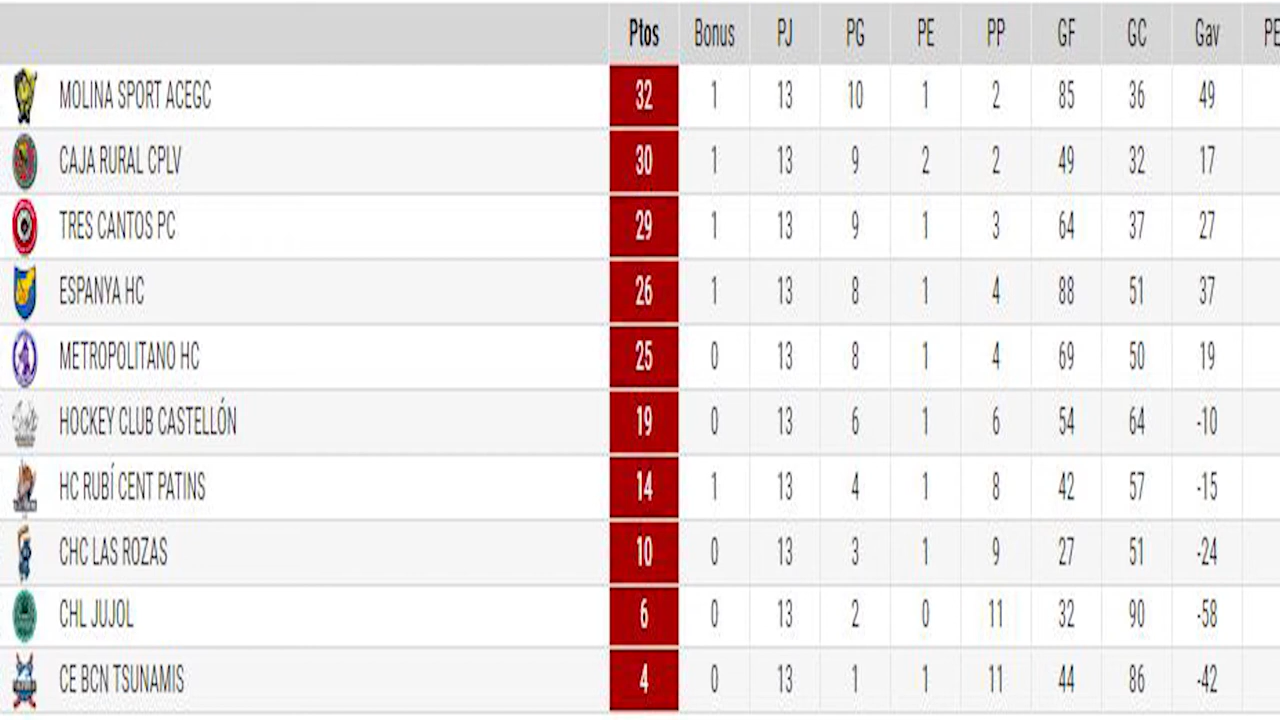 Ptos Bonus PJ PG PE PP GF GC Gav PE
MOLINA SPORT ACEGC 32 1 13 10 1 2 85 36 49
CAJA RURAL CPLV 30 1 13 9 2 2 49 32 17
TRES CANTOS PC 29 1 13 9 1 3 64 37 27
ESPANYA HC 26 1 13 8 1 4 88 51 37
METROPOLITANO HC 25 0 13 8 1 4 69 50 19
HOCKEY CLUB CASTELLÓN 19 0 13 6 1 6 54 64 -10
HC RUBÍ CENT PATINS 14 1 13 4 1 8 42 57 -15
CHC LAS ROZAS 10 0 13 3 1 9 27 51 -24
CHL JUJOL 6 0 13 2 0 11 32 90 -58
CE BCN TSUNAMIS 4 0 13 1 1 11 44 86 -42